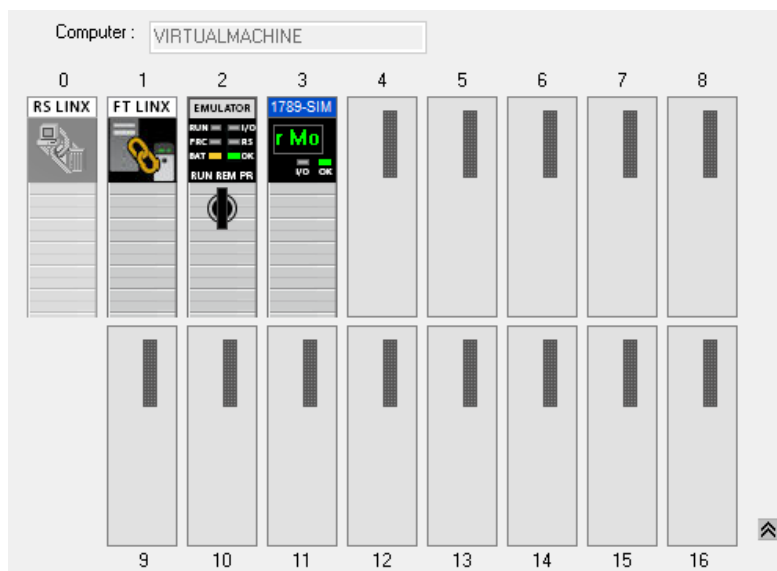 Computer : VIRTUALMACHINE
0 1 2 3 4 5 6 7 8
RS LINX FT LINX EMULATOR 1789-SIM
RUN I/O
FRC RS
BAT OK
RUN REM PR
r Mo
I/O OK
9 10 11 12 13 14 15 16